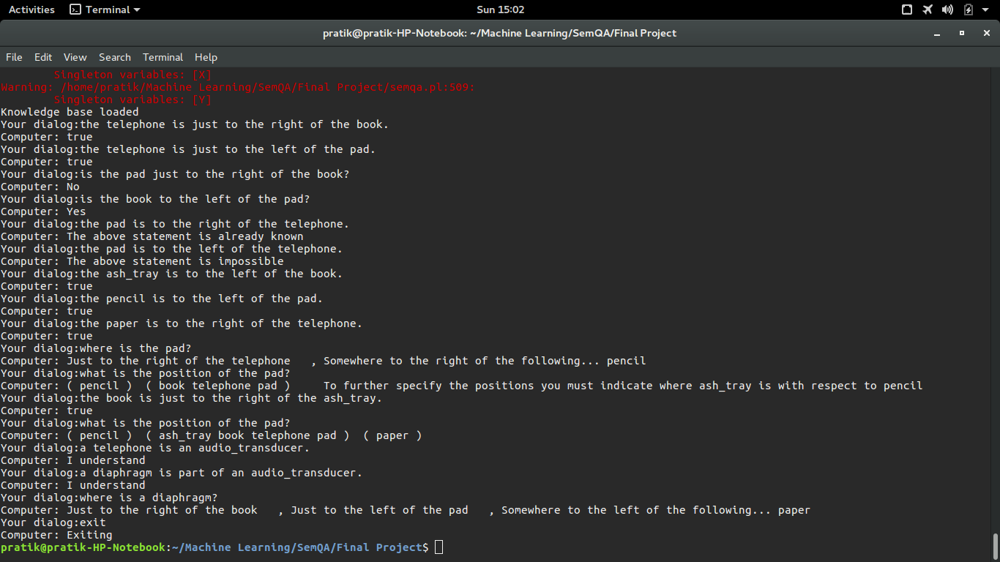 Activities Terminal Sun 15:02
pratik@pratik-HP-Notebook: ~/Machine Learning/SemQA/Final Project
File Edit View Search Terminal Help
Singleton variables: [X]
Warning: /home/pratik/Machine Learning/SemQA/Final Project/semqa.pl:509:
Singleton variables: [Y]
Knowledge base loaded
Your dialog:the telephone is just to the right of the book.
Computer: true
Your dialog:the telephone is just to the left of the pad.
Computer: true
Your dialog:is the pad just to the right of the book?
Computer: No
Your dialog:is the book to the left of the pad?
Computer: Yes
Your dialog:the pad is to the right of the telephone.
Computer: The above statement is already known
Your dialog:the pad is to the left of the telephone.
Computer: The above statement is impossible
Your dialog:the ash_tray is to the left of the book.
Computer: true
Your dialog:the pencil is to the left of the pad.
Computer: true
Your dialog:the paper is to the right of the telephone.
Computer: true
Your dialog:where is the pad?
Computer: Just to the right of the telephone   , Somewhere to the right of the following... pencil
Your dialog:what is the position of the pad?
Computer: ( pencil )  ( book telephone pad )     To further specify the positions you must indicate where ash_tray is with respect to pencil
Your dialog:the book is just to the right of the ash_tray.
Computer: true
Your dialog:what is the position of the pad?
Computer: ( pencil )  ( ash_tray book telephone pad )  ( paper )
Your dialog:a telephone is an audio_transducer.
Computer: I understand
Your dialog:a diaphragm is part of an audio_transducer.
Computer: I understand
Your dialog:where is a diaphragm?
Computer: Just to the right of the book   , Just to the left of the pad   , Somewhere to the left of the following... paper
Your dialog:exit
Computer: Exiting
pratik@pratik-HP-Notebook:~/Machine Learning/SemQA/Final Project$